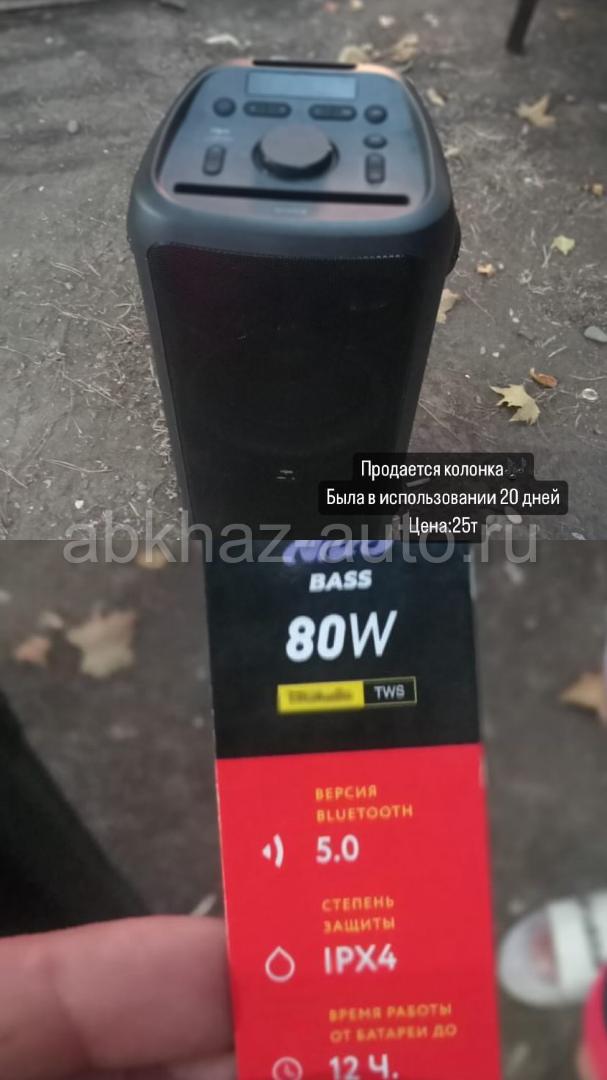 Продается колонка
Была в использовании 20 дней
Цена:25т
abkhaz-auto.ru
BASS
80W
TWS
ВЕРСИЯ
BLUETOOTH
5.0
СТЕПЕНЬ
ЗАЩИТЫ
IPX4
ВРЕМЯ РАБОТЫ
ОТ БАТАРЕИ ДО
12 Ч.